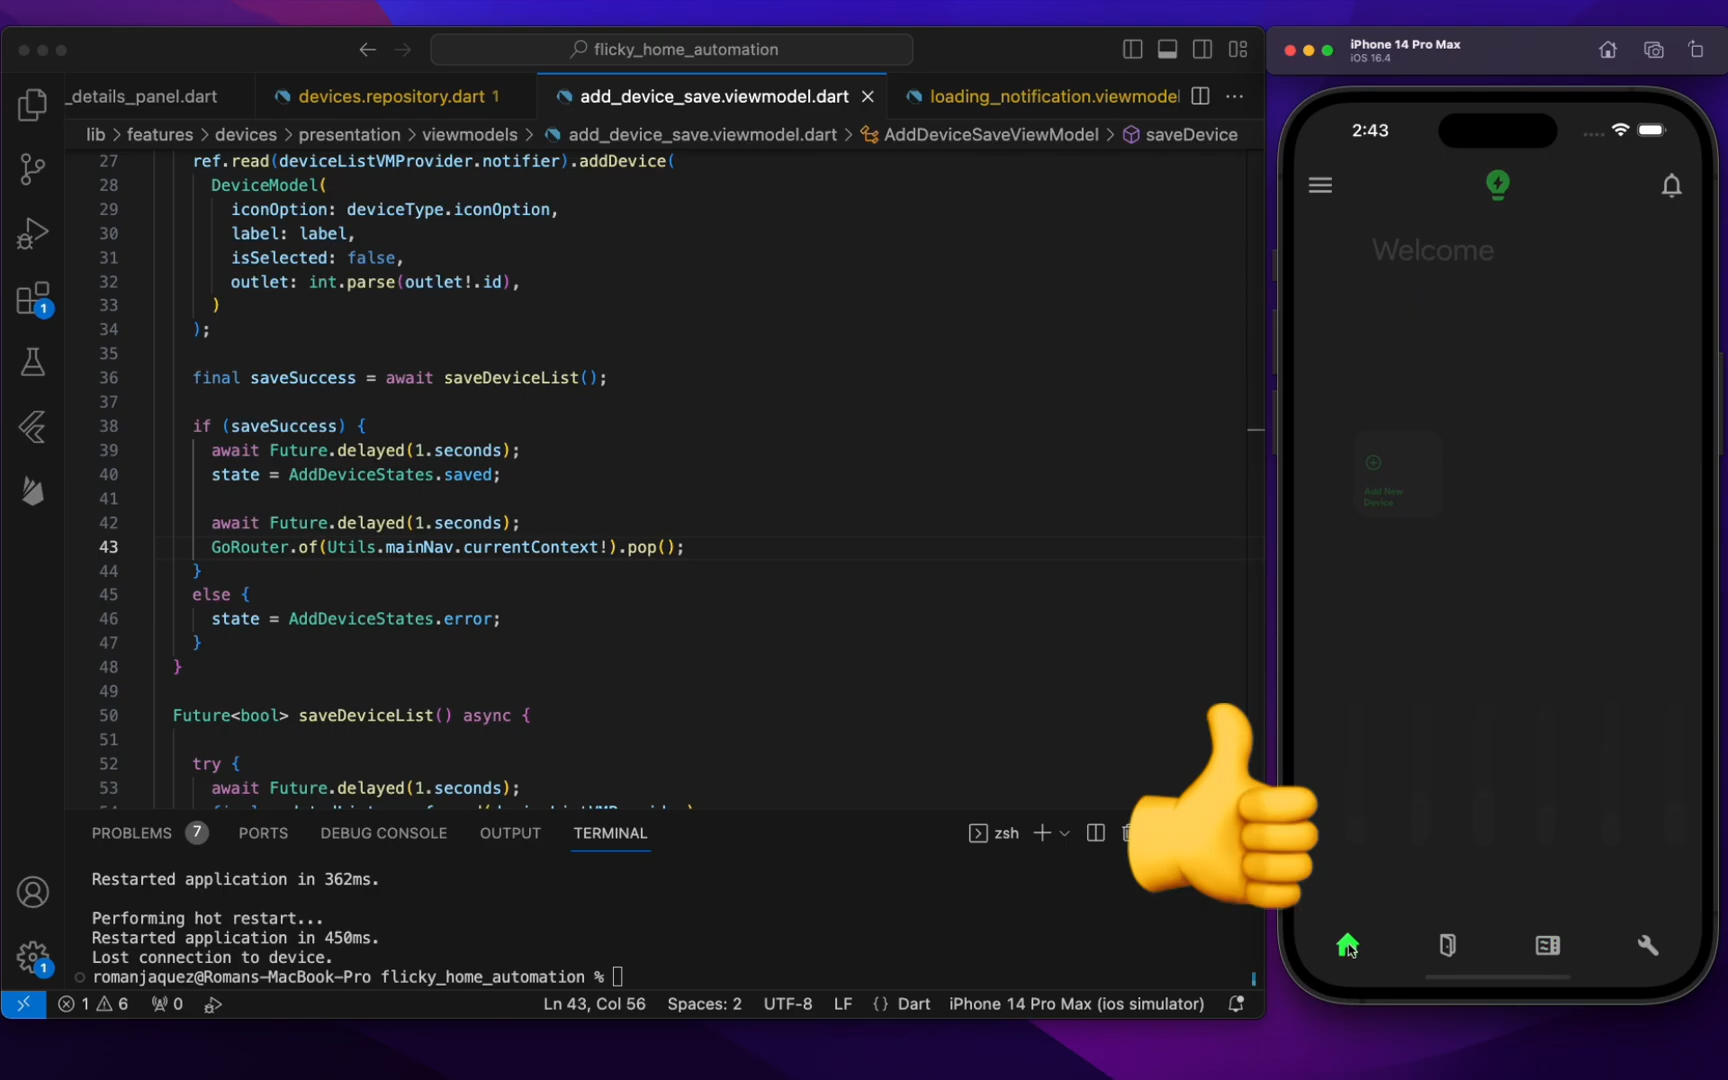 flicky_home_automation
_details_panel.dart
devices.repository.dart 1
add_device_save.viewmodel.dart
loading_notification.viewmodel
lib > features > devices > presentation > viewmodels > add_device_save.viewmodel.dart > AddDeviceSaveViewModel > saveDevice
27 ref.read(deviceListVMProvider.notifier).addDevice(
28 DeviceModel(
29 iconOption: deviceType.iconOption,
30 label: label,
31 isSelected: false,
32 outlet: int.parse(outlet!.id),
33 )
34 );
35
36 final saveSuccess = await saveDeviceList();
37
38 if (saveSuccess) {
39 await Future.delayed(1.seconds);
40 state = AddDeviceStates.saved;
41
42 await Future.delayed(1.seconds);
43 GoRouter.of(Utils.mainNav.currentContext!).pop();
44 }
45 else {
46 state = AddDeviceStates.error;
47 }
48 }
49
50 Future<bool> saveDeviceList() async {
51
52 try {
53 await Future.delayed(1.seconds);
1
PROBLEMS 7 PORTS DEBUG CONSOLE OUTPUT TERMINAL
zsh
Restarted application in 362ms.
Performing hot restart...
Restarted application in 450ms.
Lost connection to device.
romanjaquez@Romans-MacBook-Pro flicky_home_automation %
1
1 6 0 Ln 43, Col 56 Spaces: 2 UTF-8 LF {} Dart iPhone 14 Pro Max (ios simulator)
iPhone 14 Pro Max
iOS 16.4
2:43
Welcome
Add New
Device